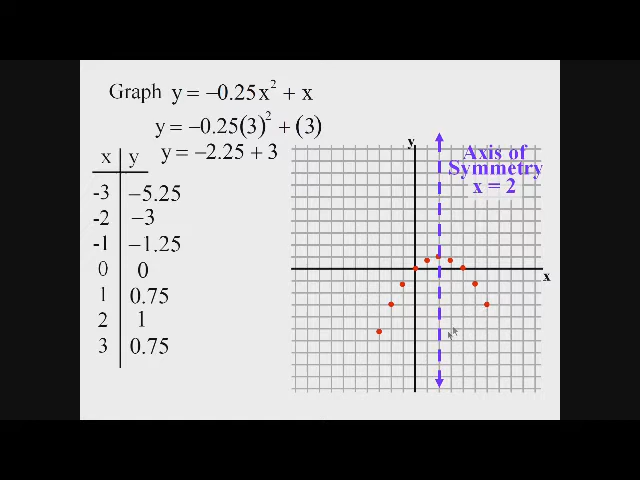 Graph y = −0.25x² + x
y = −0.25(3)² + (3)
y = −2.25 + 3
x y
-3 −5.25
-2 −3
-1 −1.25
0 0
1 0.75
2 1
3 0.75
y
Axis of
Symmetry
x = 2
x